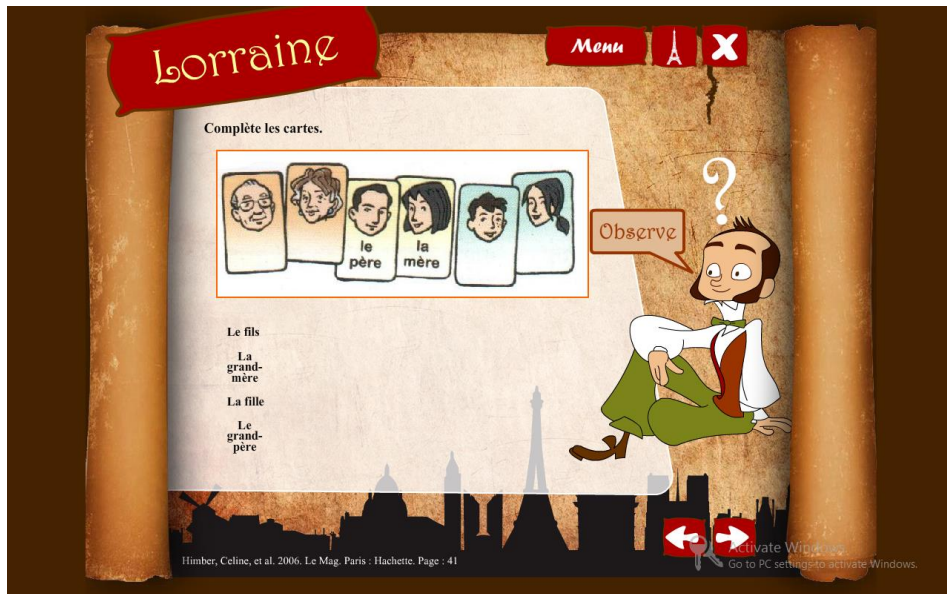 Lorraine
Menu
Complète les cartes.
le
père
la
mère
Observe
?
Le fils
La
grand-
mère
La fille
Le
grand-
père
Himber, Celine, et al. 2006. Le Mag. Paris : Hachette. Page : 41
Activate Windows
Go to PC settings to activate Windows.